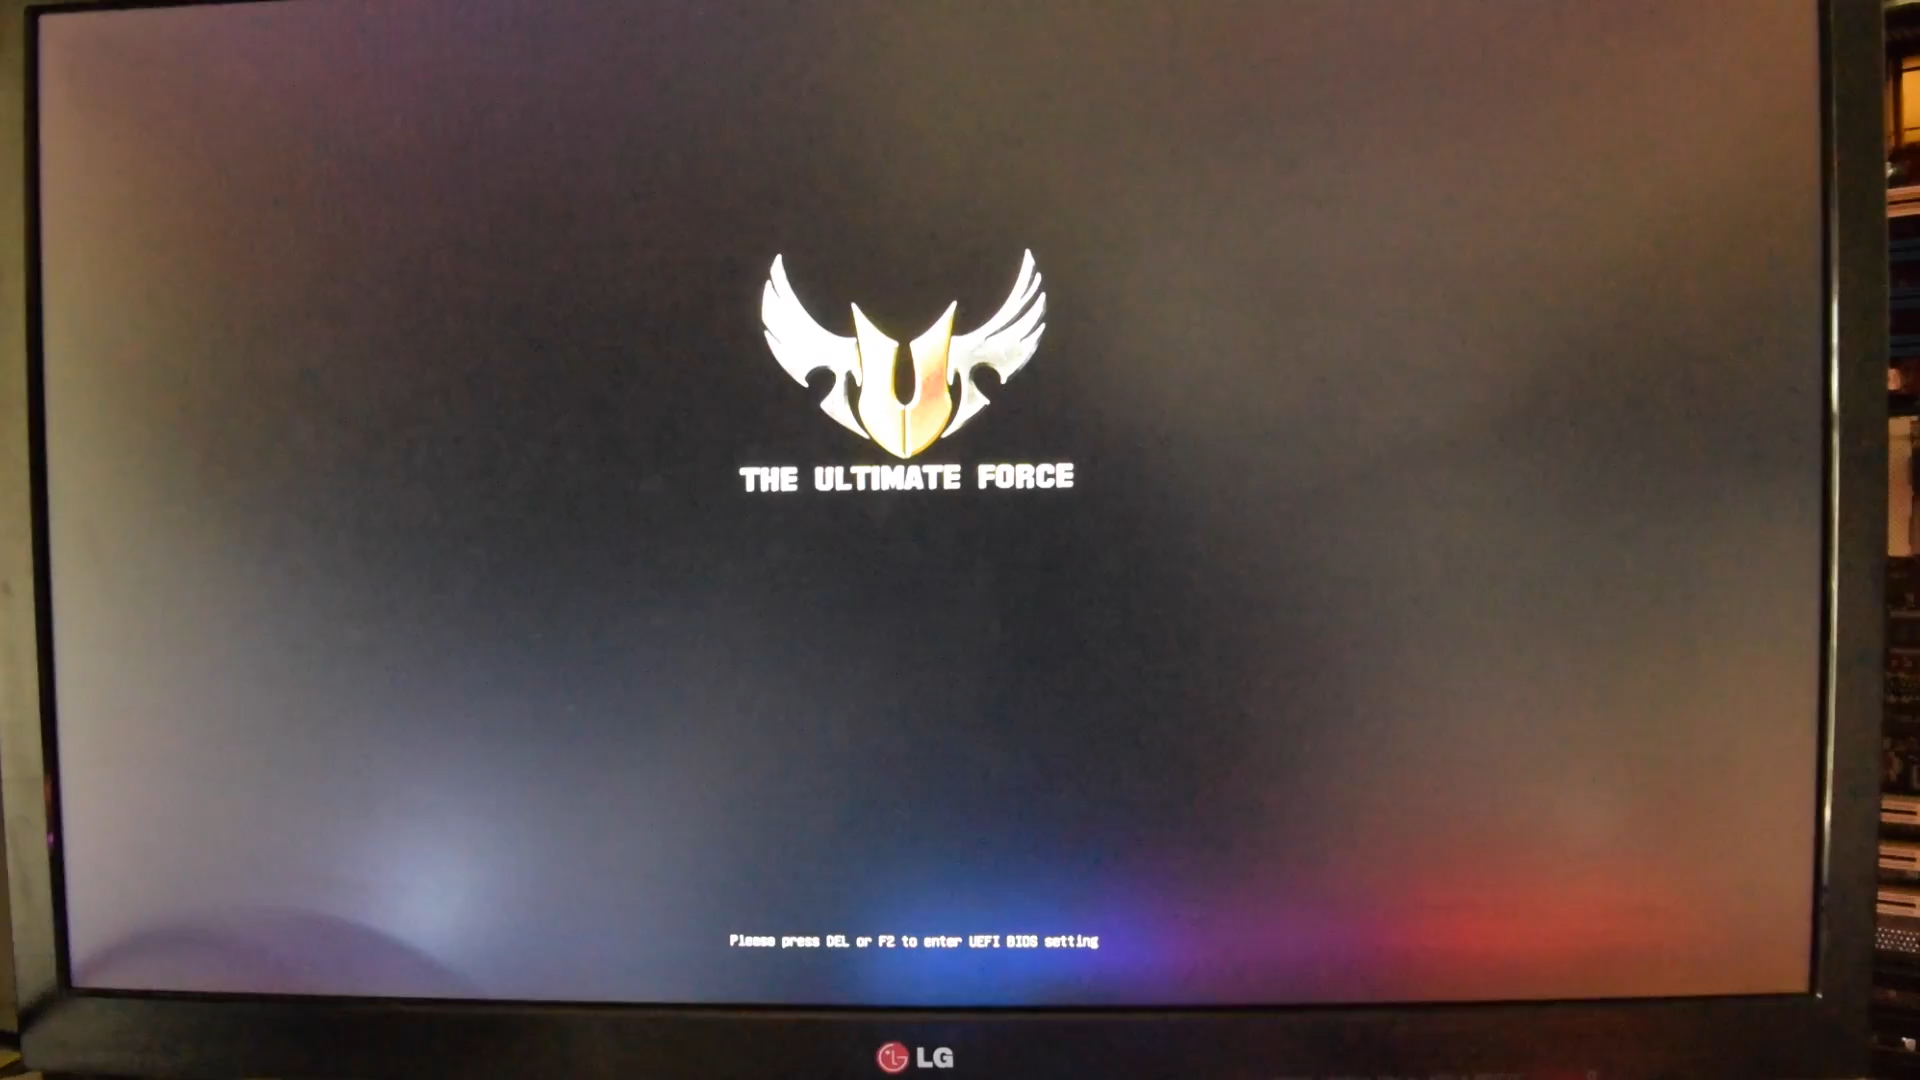 THE ULTIMATE FORCE
Please press DEL or F2 to enter UEFI BIOS setting
LG